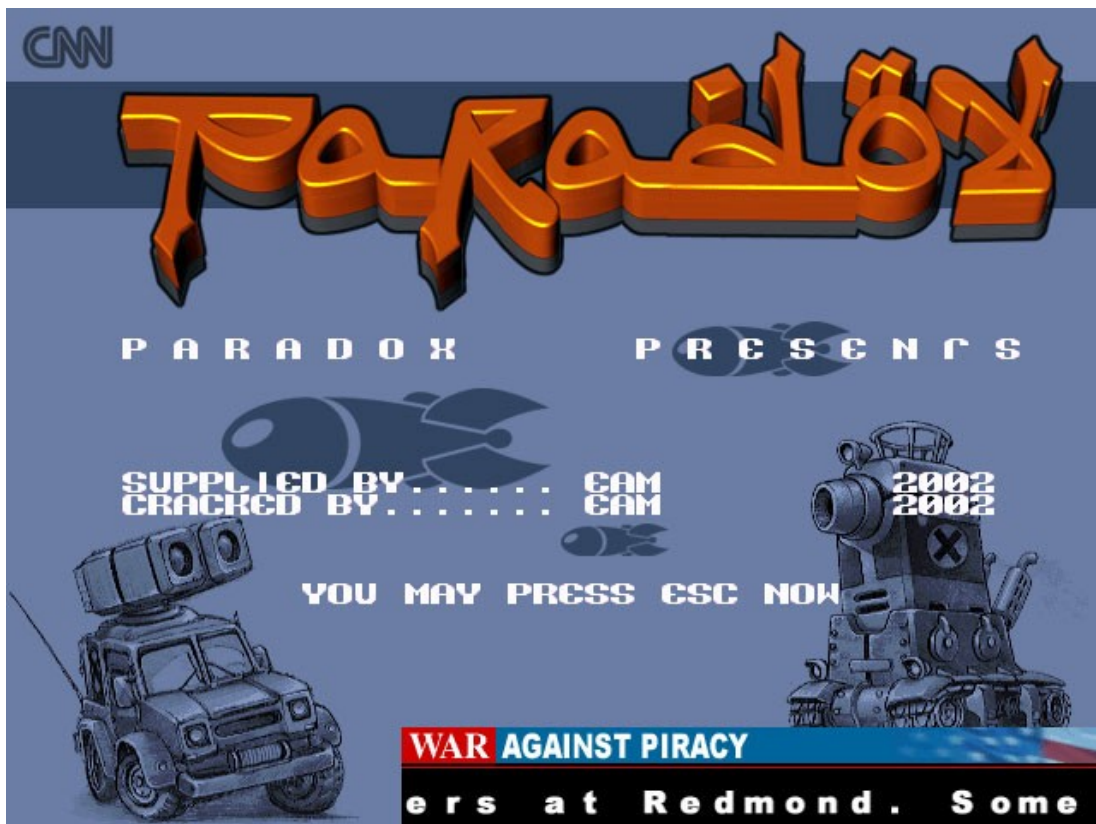 CNN
PARADOX
PARADOX PRESENTS
SUPPLIED BY...... EAM 2002
CRACKED BY....... EAM 2002
YOU MAY PRESS ESC NOW
WAR AGAINST PIRACY
ers at Redmond. Some